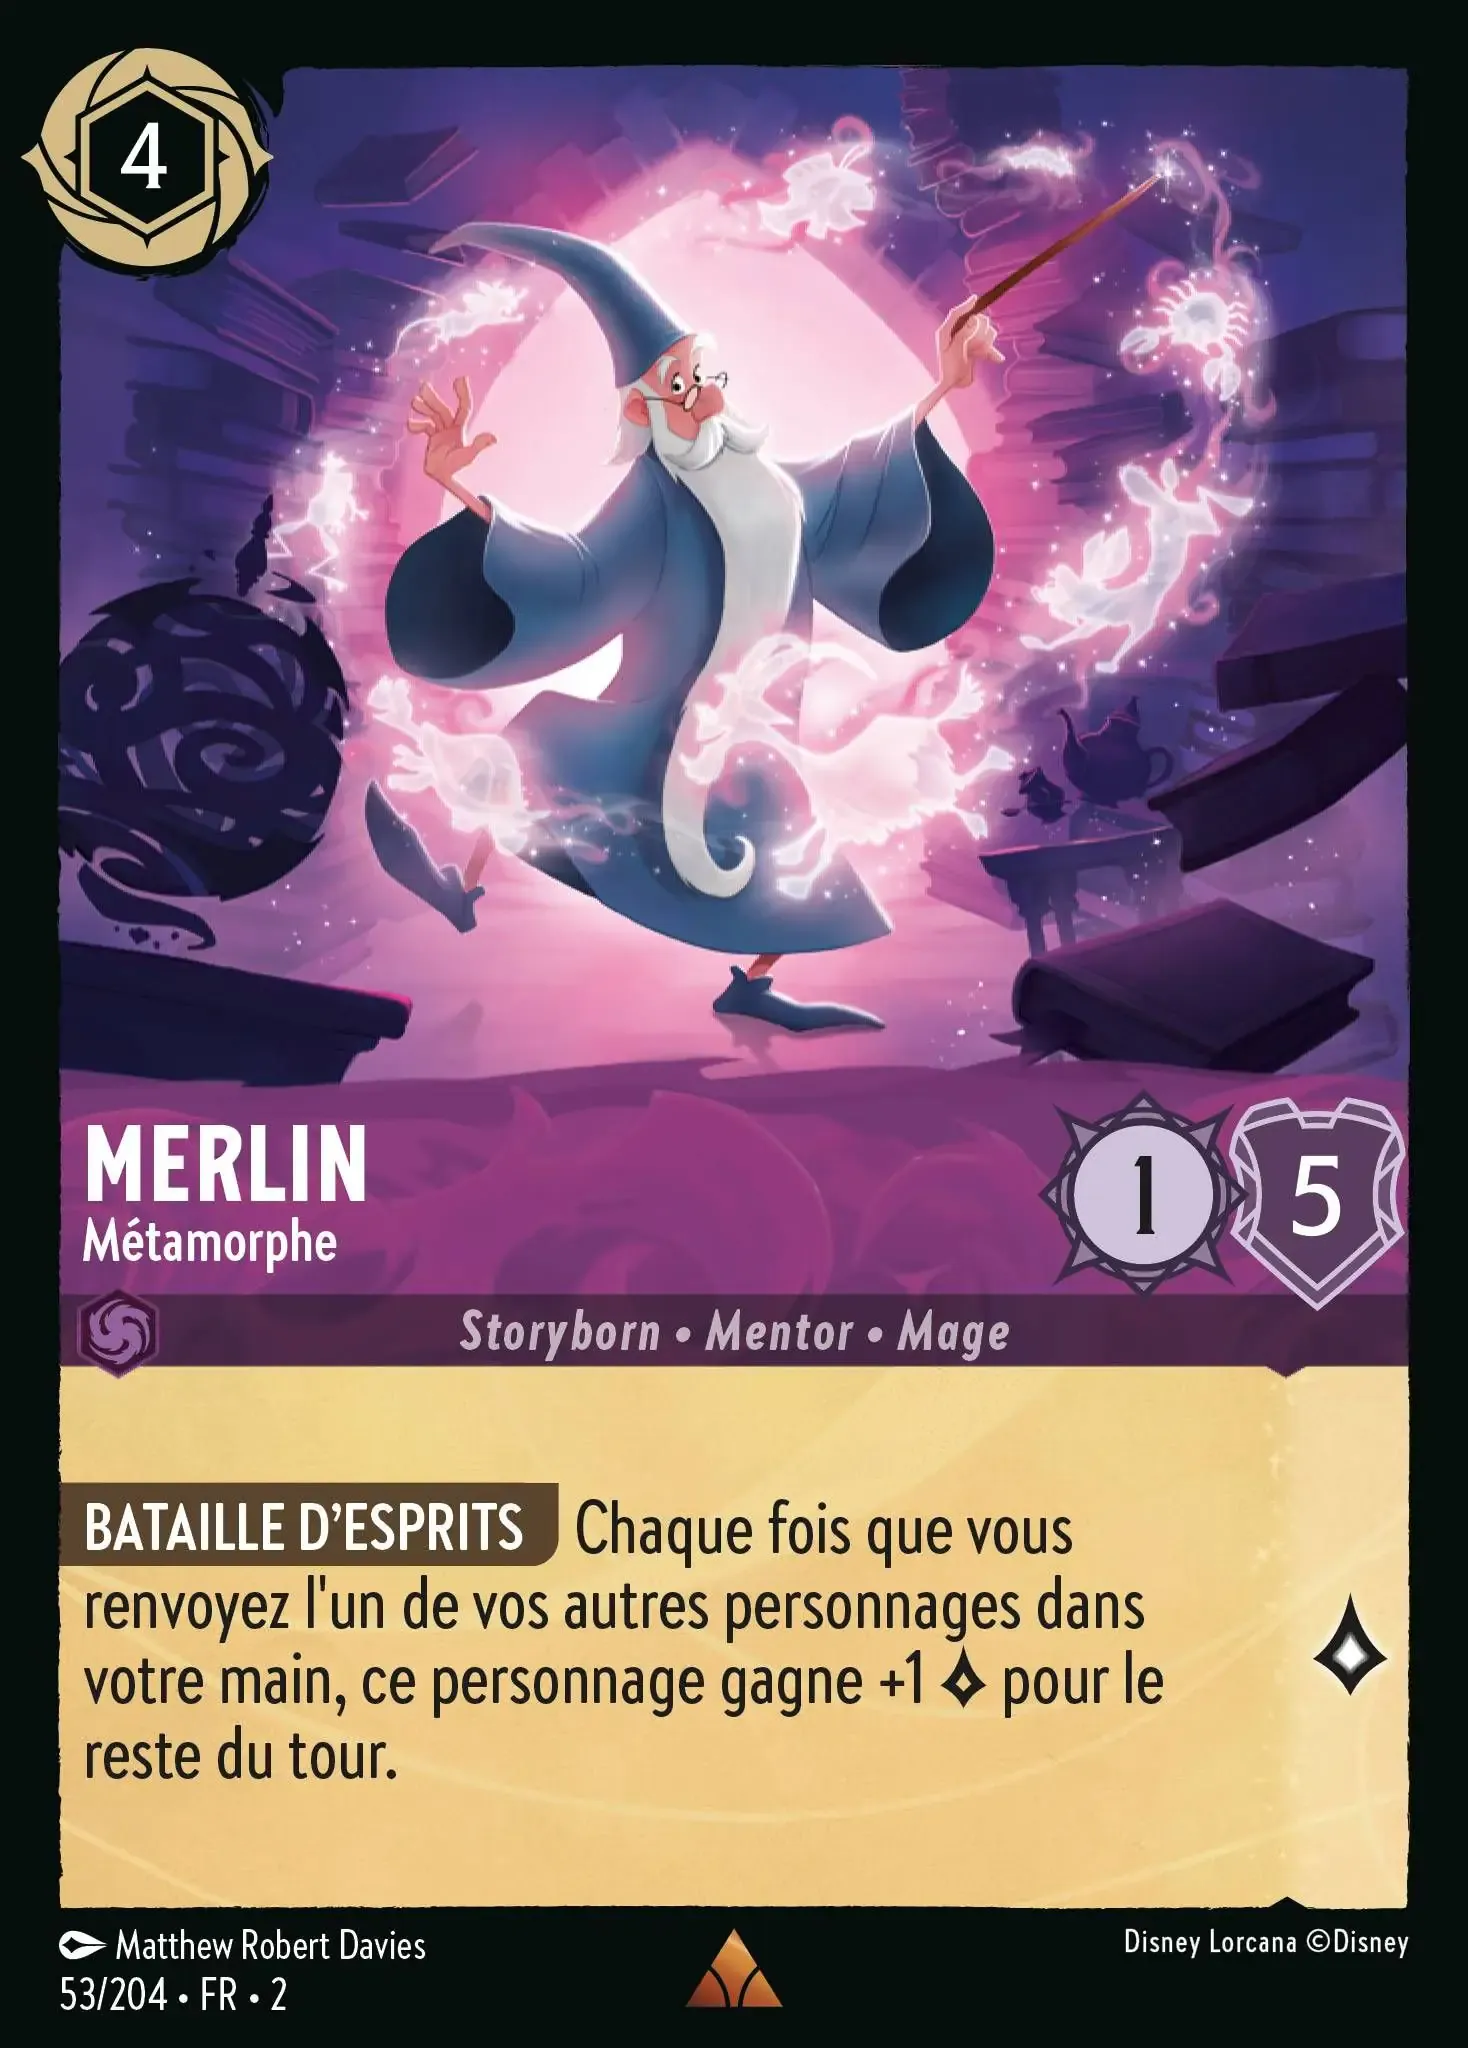 4
MERLIN
Métamorphe
1
5
Storyborn • Mentor • Mage
BATAILLE D’ESPRITS Chaque fois que vous
renvoyez l'un de vos autres personnages dans
votre main, ce personnage gagne +1 pour le
reste du tour.
Matthew Robert Davies
Disney Lorcana ©Disney
53/204 • FR • 2